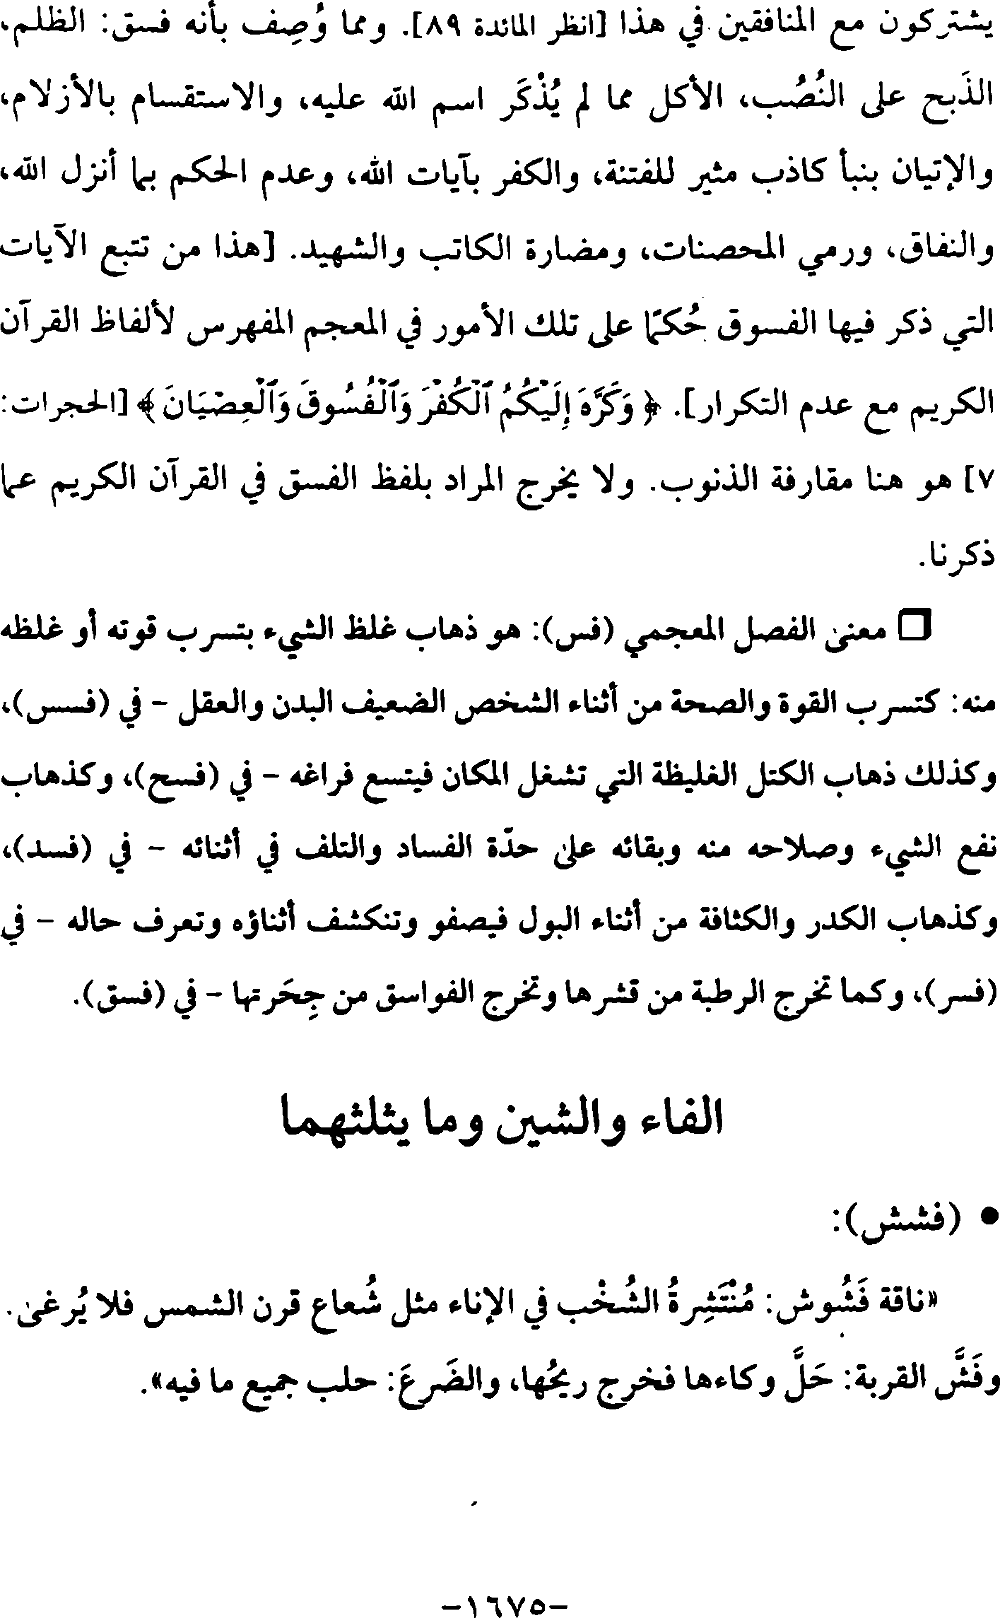 يشتركون مع المنافقين في هذا [انظر المائدة ٨٩]. ومما وُصِف بأنه فسق: الظلم،
الذَبح على النُصُب، الأكل مما لم يُذْكَر اسم الله عليه، والاستقسام بالأزلام،
والإتيان بنبأ كاذب مثير للفتنة، والكفر بآيات الله، وعدم الحكم بما أنزل الله،
والنفاق، ورمي المحصنات، ومضارة الكاتب والشهيد. [هذا من تتبع الآيات
التي ذكر فيها الفسوق حُكمًا على تلك الأمور في المعجم المفهرس لألفاظ القرآن
الكريم مع عدم التكرار]. ﴿ وَكَرَّهَ إِلَيْكُمُ ٱلْكُفْرَ وَٱلْفُسُوقَ وَٱلْعِصْيَانَ ﴾ [الحجرات:
٧] هو هنا مقارفة الذنوب. ولا يخرج المراد بلفظ الفسق في القرآن الكريم عما
ذكرنا.
❑ معنى الفصل المعجمي (فس): هو ذهاب غلظ الشيء بتسرب قوته أو غلظه
منه: كتسرب القوة والصحة من أثناء الشخص الضعيف البدن والعقل - في (فسس)،
وكذلك ذهاب الكتل الغليظة التي تشغل المكان فيتسع فراغه - في (فسح)، وكذهاب
نفع الشيء وصلاحه منه وبقائه على حدّة الفساد والتلف في أثنائه - في (فسد)،
وكذهاب الكدر والكثافة من أثناء البول فيصفو وتنكشف أثناؤه وتعرف حاله - في
(فسر)، وكما تخرج الرطبة من قشرها وتخرج الفواسق من جِحَرتها - في (فسق).
الفاء والشين وما يثلثهما
• (فشش):
«ناقة فَشُوش: مُنْتَشِرةُ الشُخْب في الإناء مثل شُعاع قرن الشمس فلا يُرغى.
وفَشَّ القربة: حَلَّ وكاءها فخرج ريحُها، والضَرعَ: حلب جميع ما فيه».
-١٦٧٥-